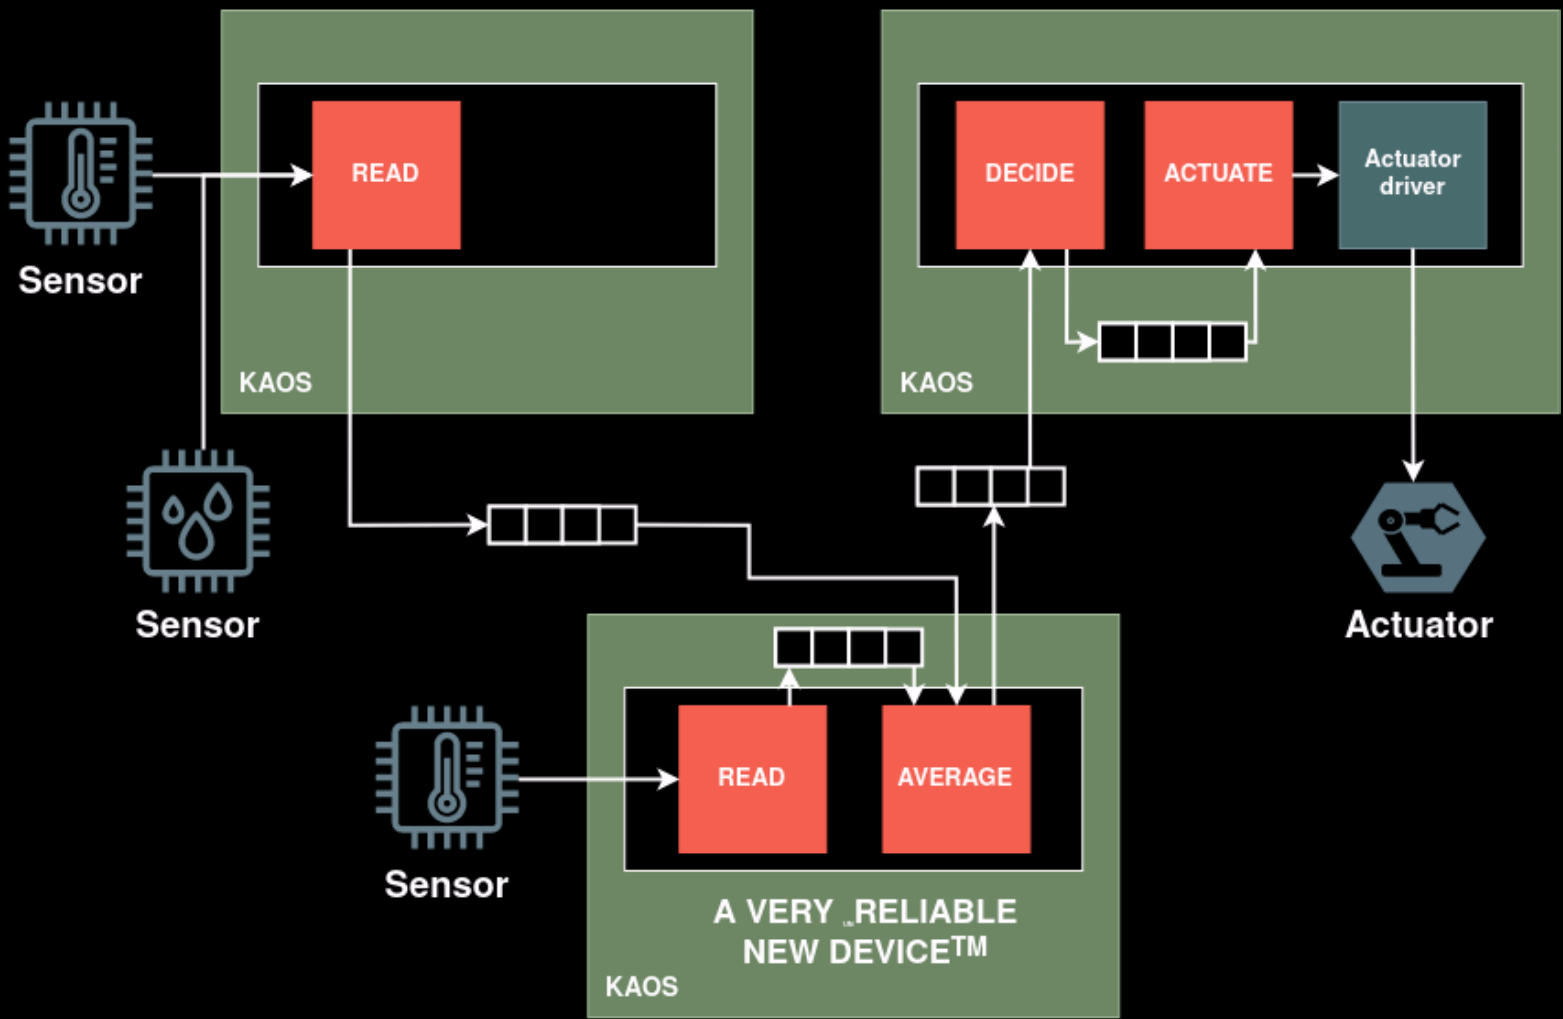 READ
KAOS
Sensor
Sensor
DECIDE
ACTUATE
Actuator
driver
KAOS
Actuator
READ
AVERAGE
Sensor
A VERY RELIABLE
NEW DEVICE™
KAOS